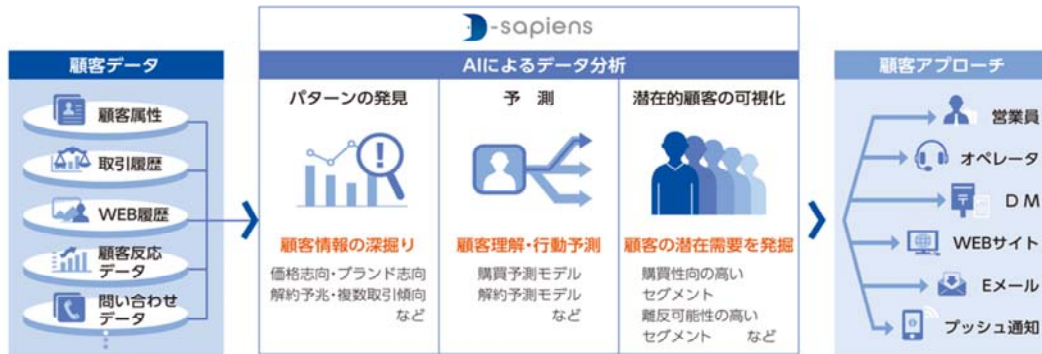 D-sapiens
顧客データ
顧客属性
取引履歴
WEB履歴
顧客反応
データ
問い合わせ
データ
AIによるデータ分析
パターンの発見
顧客情報の深掘り
価格志向・ブランド志向
解約予兆・複数取引傾向
など
予 測
顧客理解・行動予測
購買予測モデル
解約予測モデル
など
潜在的顧客の可視化
顧客の潜在需要を発掘
購買性向の高い
セグメント
離反可能性の高い
セグメント など
顧客アプローチ
営業員
オペレータ
DM
WEBサイト
Eメール
プッシュ通知